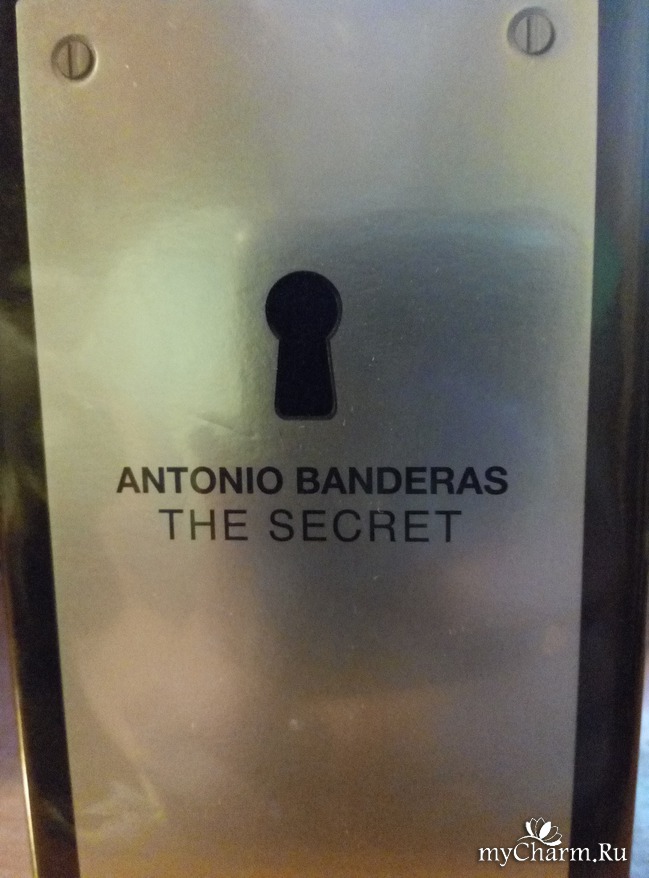 ANTONIO BANDERAS
THE SECRET
myCharm.Ru